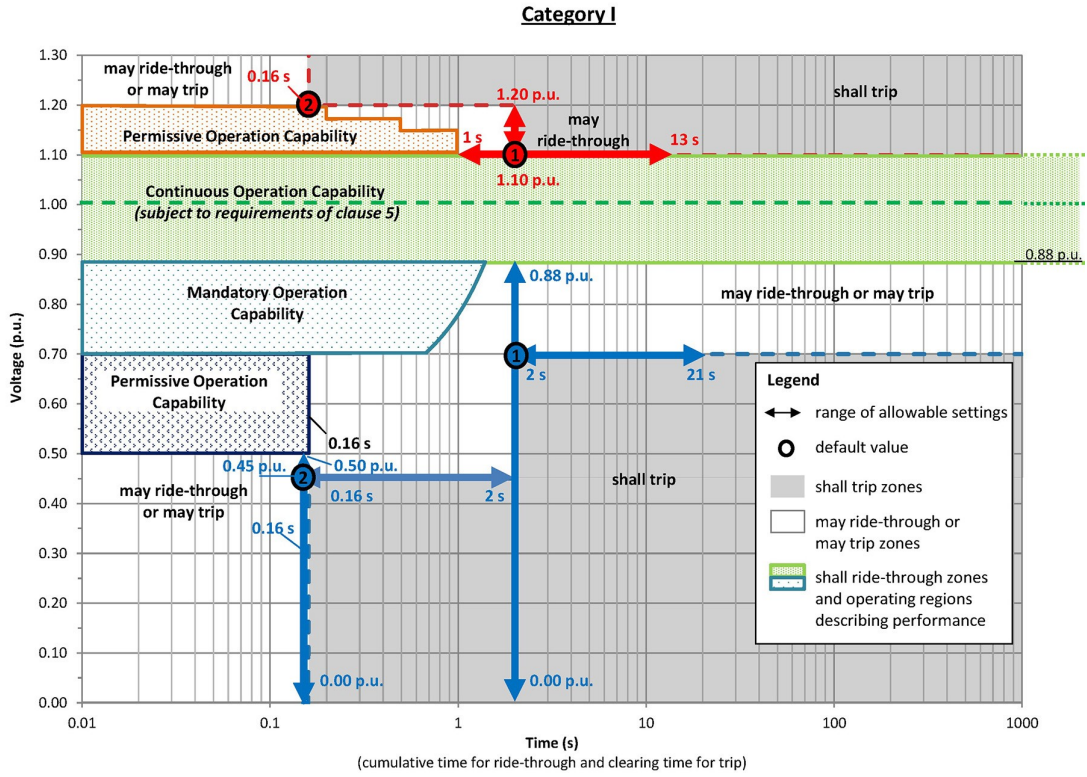 Category I
1.30
1.20
1.10
1.00
0.90
0.80
0.70
0.60
0.50
0.40
0.30
0.20
0.10
0.00
Voltage (p.u.)
may ride-through
or may trip
0.16 s
2
1.20 p.u.
shall trip
Permissive Operation Capability
may
ride-through
1 s
13 s
1
1.10 p.u.
Continuous Operation Capability
(subject to requirements of clause 5)
0.88 p.u.
0.88 p.u.
Mandatory Operation
Capability
may ride-through or may trip
1
2 s
21 s
Permissive Operation
Capability
0.16 s
0.45 p.u.
0.50 p.u.
2
0.16 s
2 s
shall trip
may ride-through
or may trip
0.16 s
0.00 p.u.
0.00 p.u.
Legend
range of allowable settings
default value
shall trip zones
may ride-through or
may trip zones
shall ride-through zones
and operating regions
describing performance
0.01
0.1
1
10
100
1000
Time (s)
(cumulative time for ride-through and clearing time for trip)